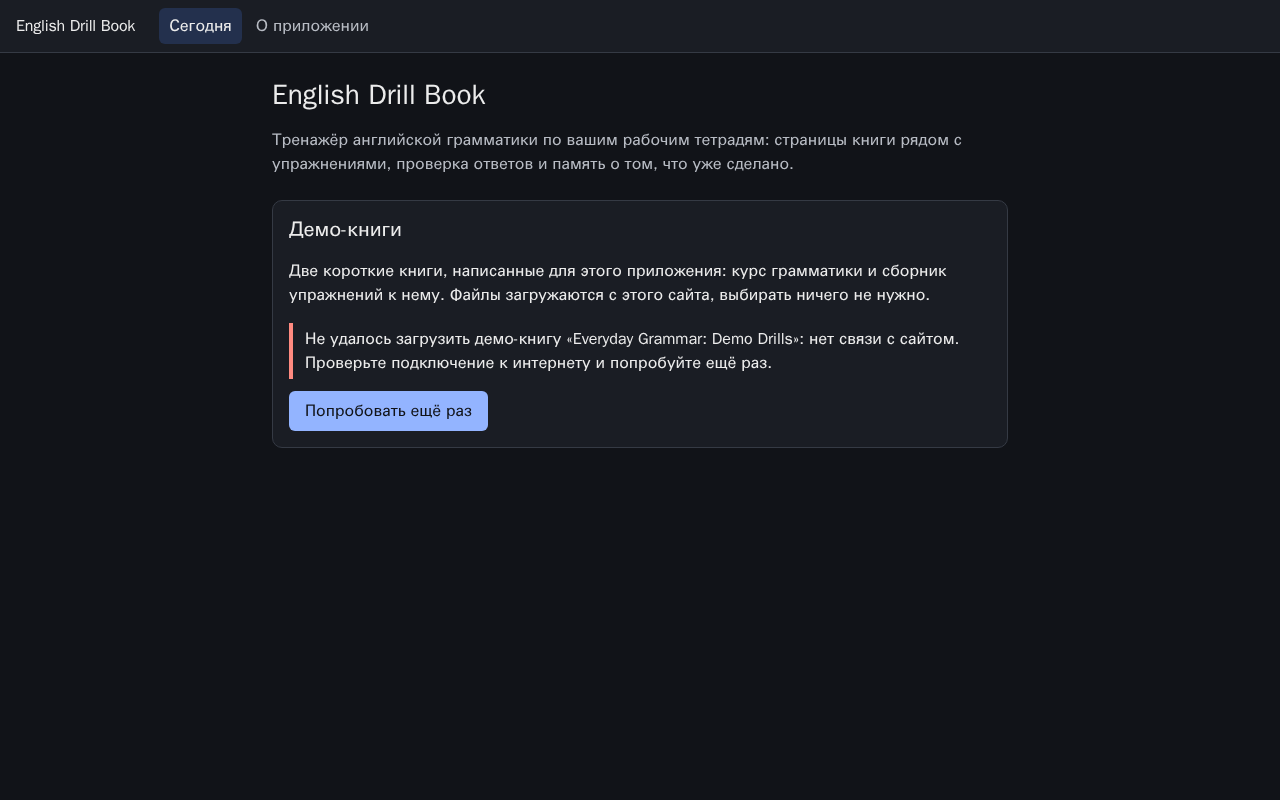 English Drill Book
Сегодня
О приложении
English Drill Book
Тренажёр английской грамматики по вашим рабочим тетрадям: страницы книги рядом с
упражнениями, проверка ответов и память о том, что уже сделано.
Демо-книги
Две короткие книги, написанные для этого приложения: курс грамматики и сборник
упражнений к нему. Файлы загружаются с этого сайта, выбирать ничего не нужно.
Не удалось загрузить демо-книгу «Everyday Grammar: Demo Drills»: нет связи с сайтом.
Проверьте подключение к интернету и попробуйте ещё раз.
Попробовать ещё раз